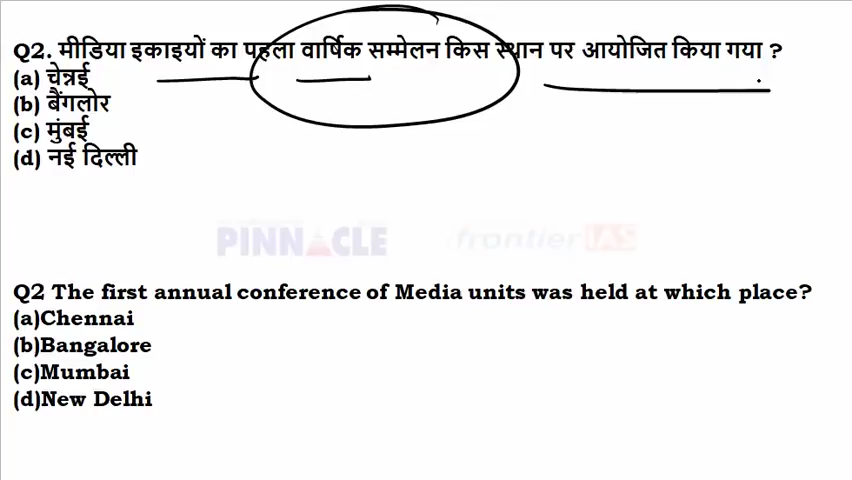 Q2. मीडिया इकाइयों का पहला वार्षिक सम्मेलन किस स्थान पर आयोजित किया गया ?
(a) चेन्नई
(b) बैंगलोर
(c) मुंबई
(d) नई दिल्ली
PINNACLE frontier IAS
Q2 The first annual conference of Media units was held at which place?
(a)Chennai
(b)Bangalore
(c)Mumbai
(d)New Delhi